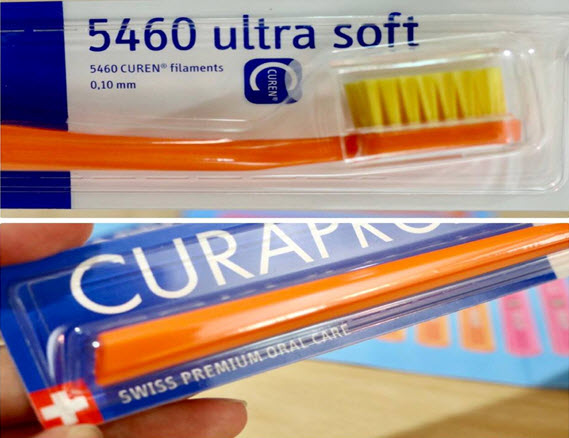 5460 ultra soft
5460 CUREN® filaments
0,10 mm
CUREN®
CURAPRO
SWISS PREMIUM ORAL CARE